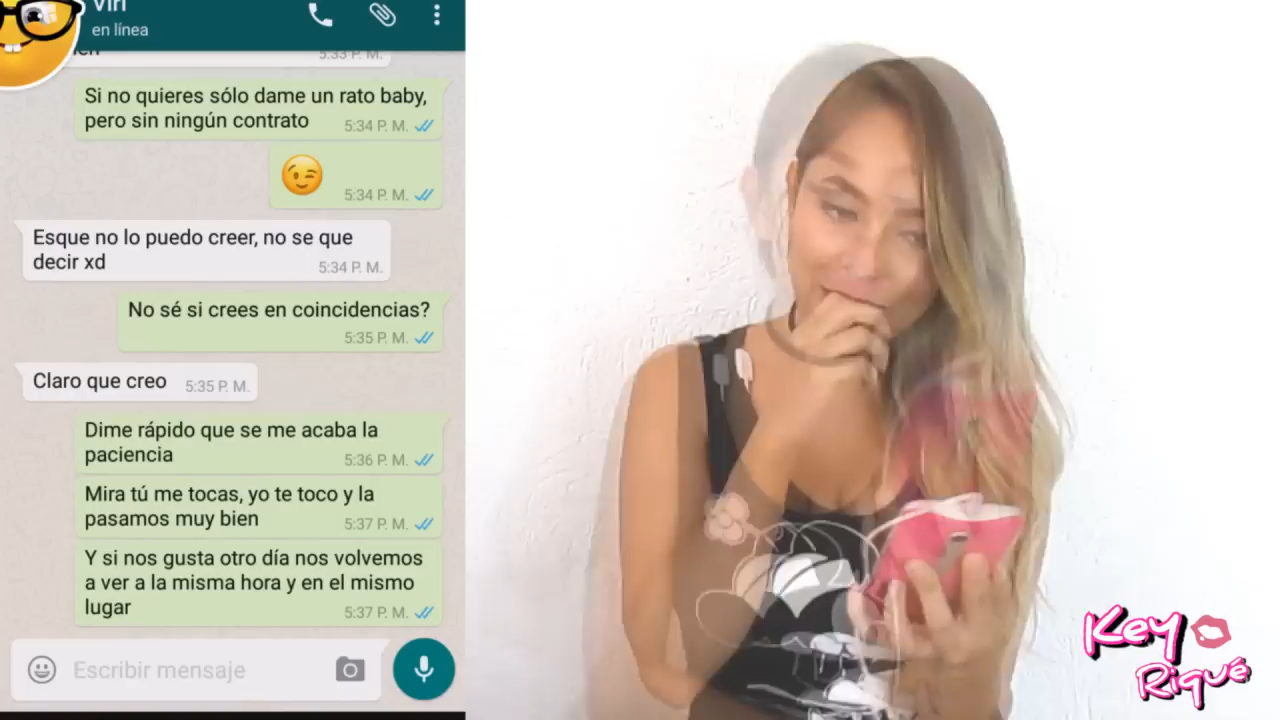 Viri
en línea
5:33 P. M.
Si no quieres sólo dame un rato baby,
pero sin ningún contrato
5:34 P. M.
5:34 P. M.
Esque no lo puedo creer, no se que
decir xd
5:34 P. M.
No sé si crees en coincidencias?
5:35 P. M.
Claro que creo 5:35 P. M.
Dime rápido que se me acaba la
paciencia
5:36 P. M.
Mira tú me tocas, yo te toco y la
pasamos muy bien
5:37 P. M.
Y si nos gusta otro día nos volvemos
a ver a la misma hora y en el mismo
lugar
5:37 P. M.
Escribir mensaje
Key
Riqué